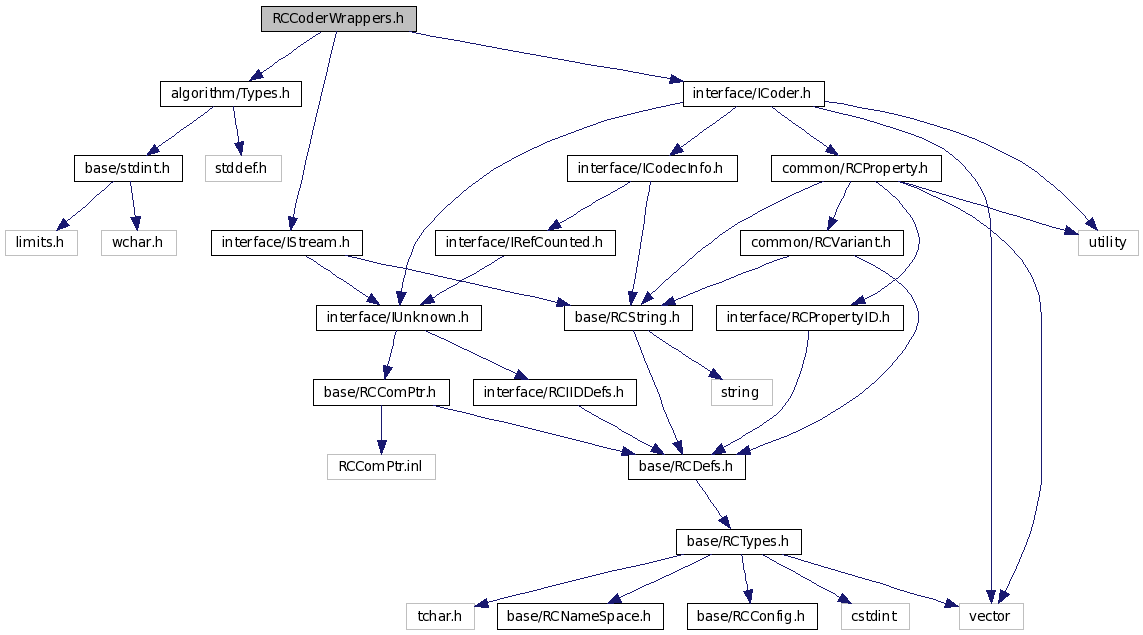 RCCoderWrappers.h
algorithm/Types.h
interface/ICoder.h
base/stdint.h
stddef.h
interface/ICodecInfo.h
common/RCProperty.h
limits.h
wchar.h
interface/IStream.h
interface/IRefCounted.h
common/RCVariant.h
utility
interface/IUnknown.h
base/RCString.h
interface/RCPropertyID.h
base/RCComPtr.h
interface/RCIIDDefs.h
string
RCComPtr.inl
base/RCDefs.h
base/RCTypes.h
tchar.h
base/RCNameSpace.h
base/RCConfig.h
cstdint
vector